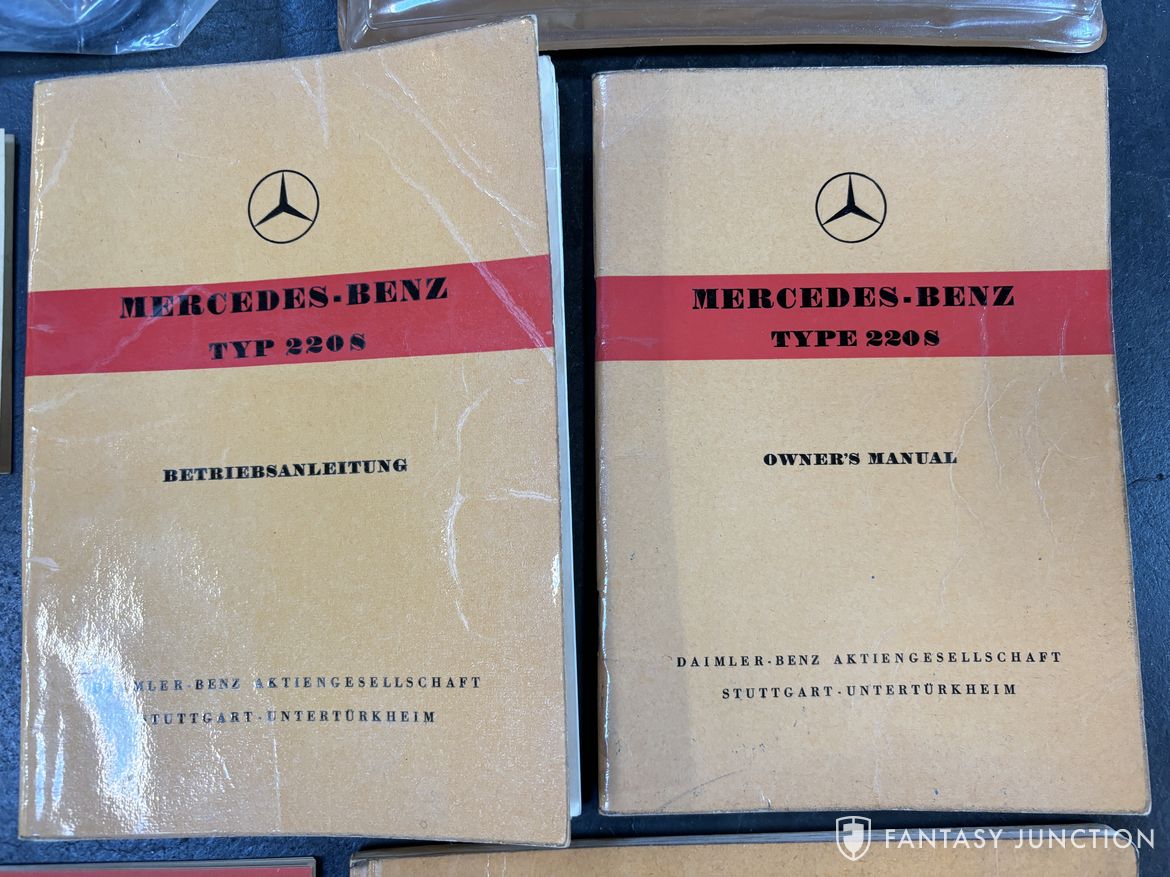 MERCEDES-BENZ
TYP 220 S
BETRIEBSANLEITUNG
DAIMLER-BENZ AKTIENGESELLSCHAFT
STUTTGART-UNTERTÜRKHEIM
MERCEDES-BENZ
TYPE 220 S
OWNER'S MANUAL
DAIMLER-BENZ AKTIENGESELLSCHAFT
STUTTGART-UNTERTÜRKHEIM
FANTASY JUNCTION